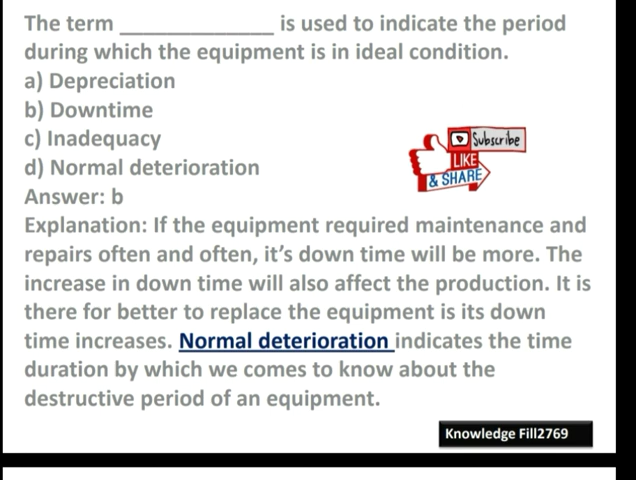 The term _____________ is used to indicate the period
during which the equipment is in ideal condition.
a) Depreciation
b) Downtime
c) Inadequacy
d) Normal deterioration
Subscribe
LIKE
& SHARE
Answer: b
Explanation: If the equipment required maintenance and
repairs often and often, it's down time will be more. The
increase in down time will also affect the production. It is
there for better to replace the equipment is its down
time increases. Normal deterioration indicates the time
duration by which we comes to know about the
destructive period of an equipment.
Knowledge Fill2769